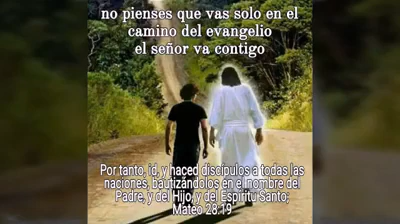 no pienses que vas solo en el
camino del evangelio
el señor va contigo
Por tanto, id, y haced discípulos a todas las
naciones, bautizándolos en el nombre del
Padre, y del Hijo, y del Espíritu Santo;
Mateo 28:19